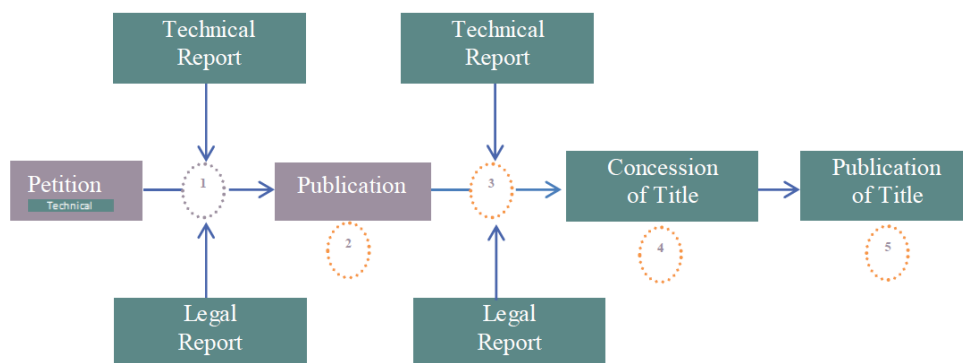 Technical
Report
Technical
Report
Petition
Technical
1
Publication
3
Concession
of Title
Publication
of Title
2
4
5
Legal
Report
Legal
Report